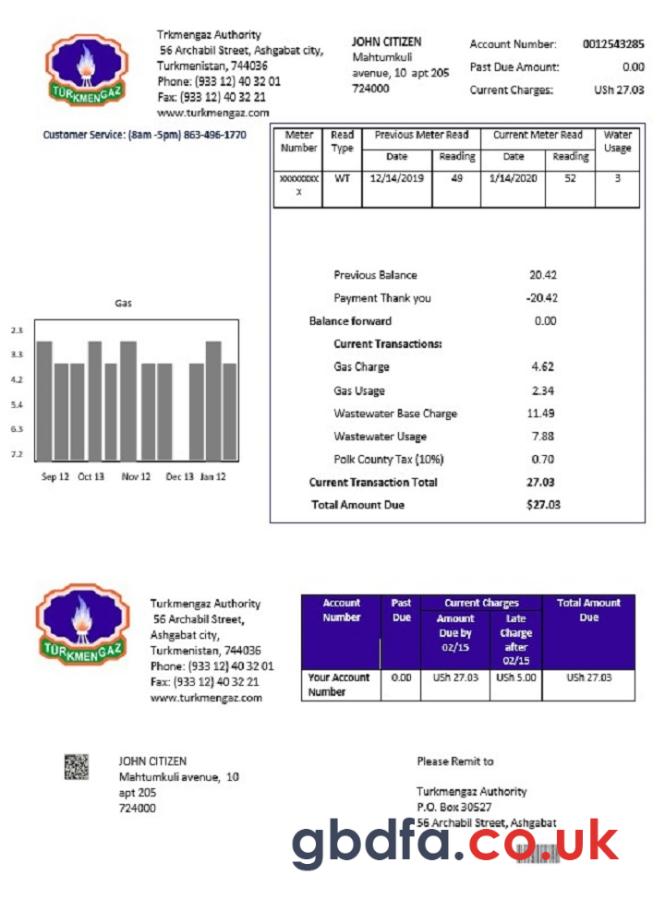 TÜRKMENGAZ
Trkmengaz Authority
56 Archabil Street, Ashgabat city,
Turkmenistan, 744036
Phone: (933 12) 40 32 01
Fax: (933 12) 40 32 21
www.turkmengaz.com
JOHN CITIZEN
Mahtumkuli
avenue, 10 apt 205
724000
Account Number: 0012543285
Past Due Amount: 0.00
Current Charges: USh 27.03
Customer Service: (8am -5pm) 863-496-1770
Meter Number Read Type Previous Meter Read Current Meter Read Water Usage
Date Reading Date Reading
xxxxxxxxx x WT 12/14/2019 49 1/14/2020 52 3
Previous Balance 20.42
Payment Thank you -20.42
Balance forward 0.00
Current Transactions:
Gas Charge 4.62
Gas Usage 2.34
Wastewater Base Charge 11.49
Wastewater Usage 7.88
Polk County Tax (10%) 0.70
Current Transaction Total 27.03
Total Amount Due $27.03
Gas
2.3
3.3
4.2
5.4
6.3
7.2
Sep 12 Oct 13 Nov 12 Dec 13 Jan 12
TÜRKMENGAZ
Turkmengaz Authority
56 Archabil Street,
Ashgabat city,
Turkmenistan, 744036
Phone: (933 12) 40 32 01
Fax: (933 12) 40 32 21
www.turkmengaz.com
Account Number Past Due Current Charges Total Amount Due
Amount Due by 02/15 Late Charge after 02/15
Your Account Number 0.00 USh 27.03 USh 5.00 USh 27.03
JOHN CITIZEN
Mahtumkuli avenue, 10
apt 205
724000
Please Remit to
Turkmengaz Authority
P.O. Box 30527
56 Archabil Street, Ashgabat
gbdfa.co.uk